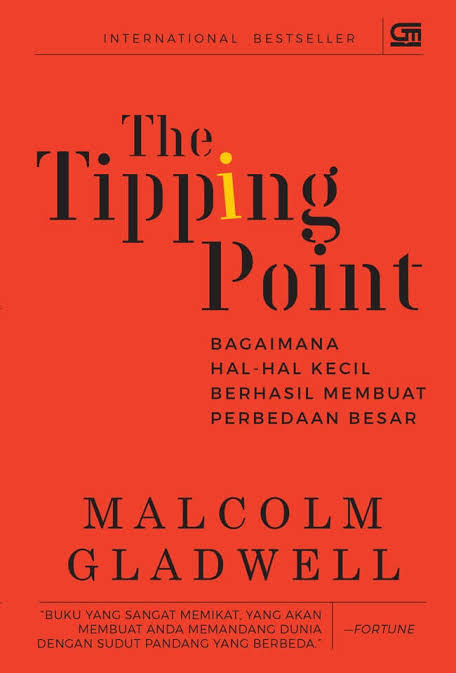 INTERNATIONAL BESTSELLER
GM
The
Tipping
Point
BAGAIMANA
HAL-HAL KECIL
BERHASIL MEMBUAT
PERBEDAAN BESAR
MALCOLM
GLADWELL
"BUKU YANG SANGAT MEMIKAT, YANG AKAN
MEMBUAT ANDA MEMANDANG DUNIA
DENGAN SUDUT PANDANG YANG BERBEDA."
—FORTUNE